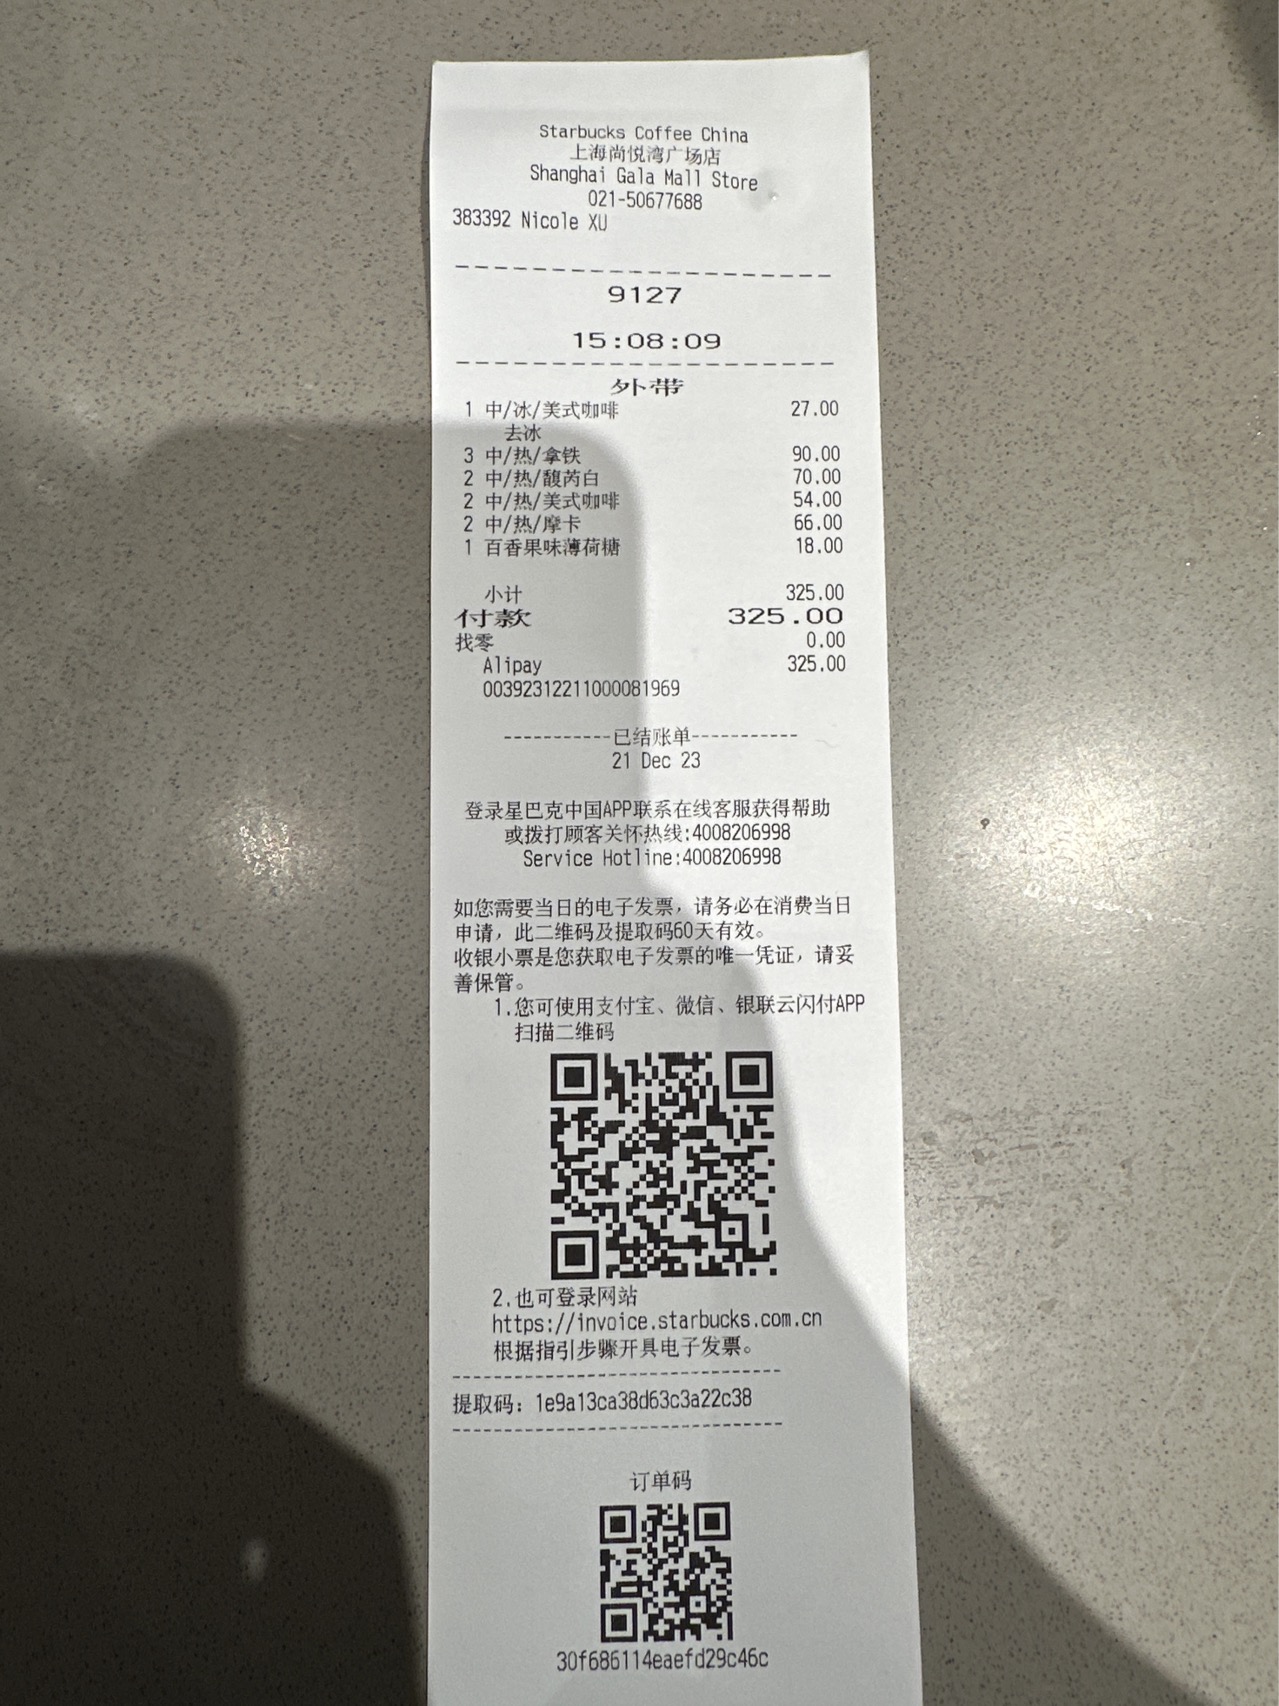 Starbucks Coffee China
上海尚悦湾广场店
Shanghai Gala Mall Store
021-50677688
383392 Nicole XU
9127
15:08:09
外带
1 中/冰/美式咖啡 27.00
去冰
3 中/热/拿铁 90.00
2 中/热/馥芮白 70.00
2 中/热/美式咖啡 54.00
2 中/热/摩卡 66.00
1 百香果味薄荷糖 18.00
小计 325.00
付款 325.00
找零 0.00
Alipay 325.00
00392312211000081969
-----------已结账单-----------
21 Dec 23
登录星巴克中国APP联系在线客服获得帮助
或拨打顾客关怀热线:4008206998
Service Hotline:4008206998
如您需要当日的电子发票，请务必在消费当日
申请，此二维码及提取码60天有效。
收银小票是您获取电子发票的唯一凭证，请妥
善保管。
1.您可使用支付宝、微信、银联云闪付APP
扫描二维码
2.也可登录网站
https://invoice.starbucks.com.cn
根据指引步骤开具电子发票。
提取码：1e9a13ca38d63c3a22c38
订单码
30f686114eaefd29c46c